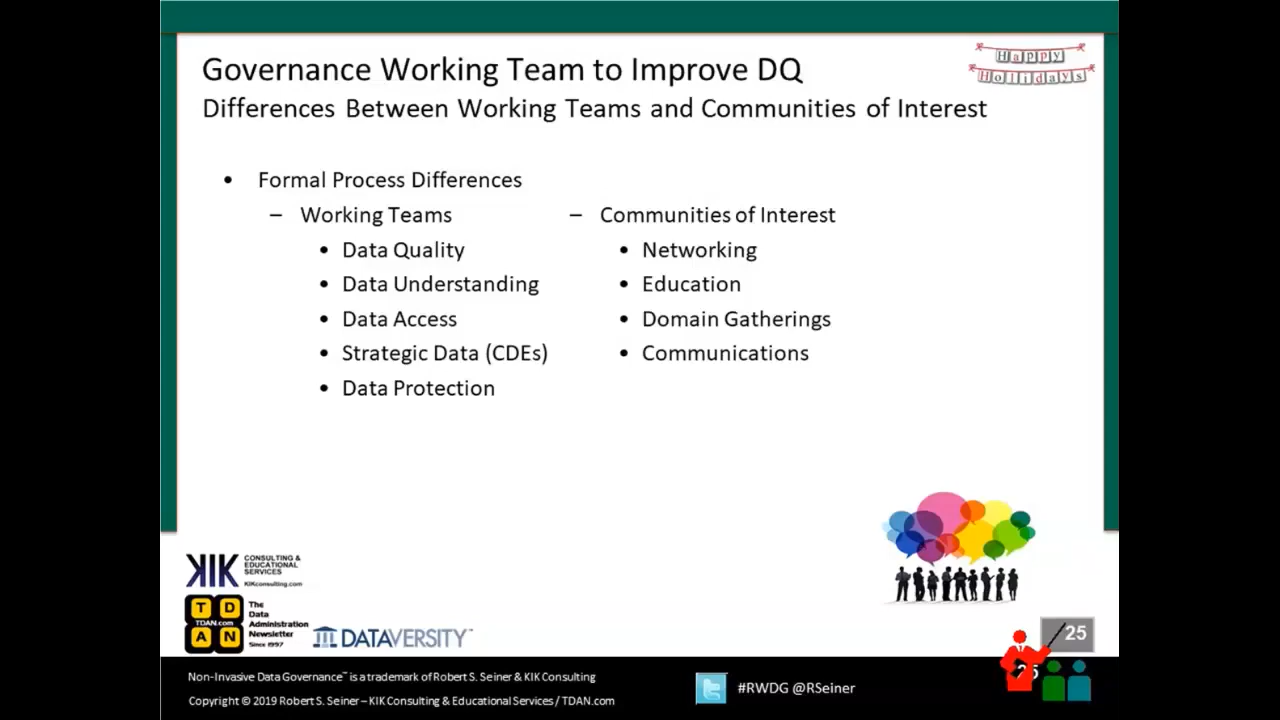 Happy
Holidays
Governance Working Team to Improve DQ
Differences Between Working Teams and Communities of Interest
• Formal Process Differences
– Working Teams
• Data Quality
• Data Understanding
• Data Access
• Strategic Data (CDEs)
• Data Protection
– Communities of Interest
• Networking
• Education
• Domain Gatherings
• Communications
KIK CONSULTING &
EDUCATIONAL
SERVICES
KIKconsulting.com
T D
TDAN.com
A N
The
Data
Administration
Newsletter
Since 1997
DATAVERSITY™
25
25
Non-Invasive Data Governance™ is a trademark of Robert S. Seiner & KIK Consulting
Copyright © 2019 Robert S. Seiner – KIK Consulting & Educational Services / TDAN.com
#RWDG @RSeiner